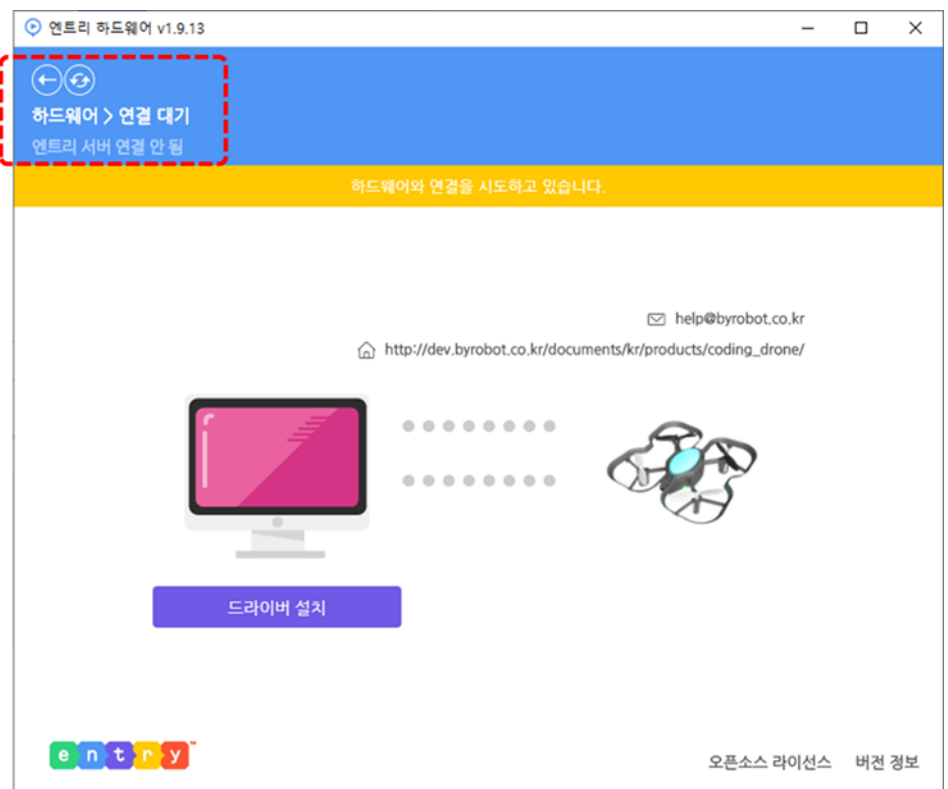 엔트리 하드웨어 v1.9.13
하드웨어 > 연결 대기
엔트리 서버 연결 안 됨
하드웨어와 연결을 시도하고 있습니다.
help@byrobot.co.kr
http://dev.byrobot.co.kr/documents/kr/products/coding_drone/
드라이버 설치
entry™
오픈소스 라이선스 버전 정보